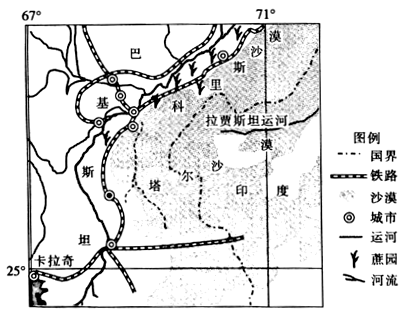 67° 71°
巴 沙 漠
斯
基 科 里
拉贾斯坦运河
漠
斯 塔 尔 沙 印 度
坦
卡拉奇
25°
图例
国界
铁路
沙漠
城市
运河
蔗园
河流